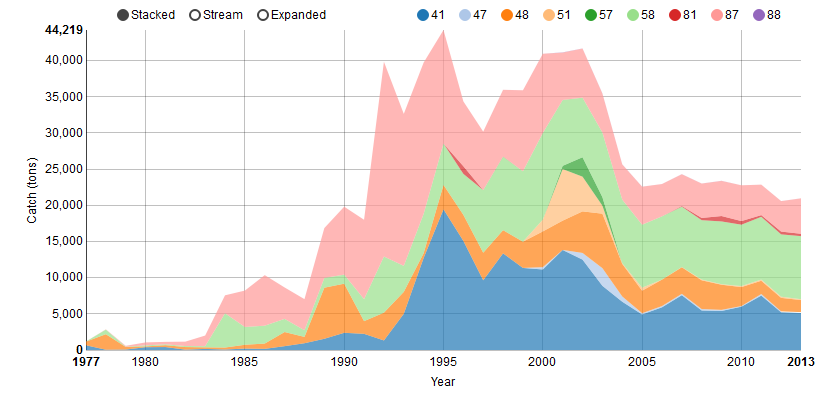 Stacked Stream Expanded 41 47 48 51 57 58 81 87 88
44,219
40,000
35,000
30,000
25,000
20,000
15,000
10,000
5,000
0
Catch (tons)
1977 1980 1985 1990 1995 2000 2005 2010 2013
Year